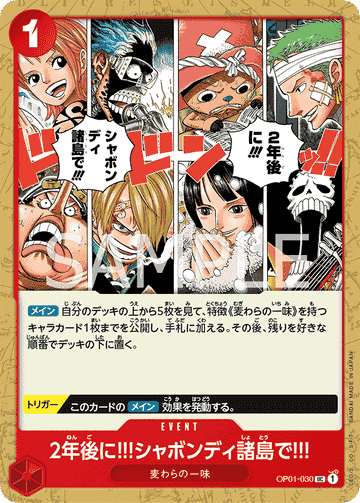 1
シャボンディ
諸島で!!!
2年後に!!!
ドドンッ!!
SAMPLE
メイン 自分のデッキの上から5枚を見て、特徴《麦わらの一味》を持つ
キャラカード1枚までを公開し、手札に加える。その後、残りを好きな
順番でデッキの下に置く。
トリガー このカードの メイン 効果を発動する。
EVENT
2年後に!!!シャボンディ諸島で!!!
麦わらの一味
OP01-030 UC 1